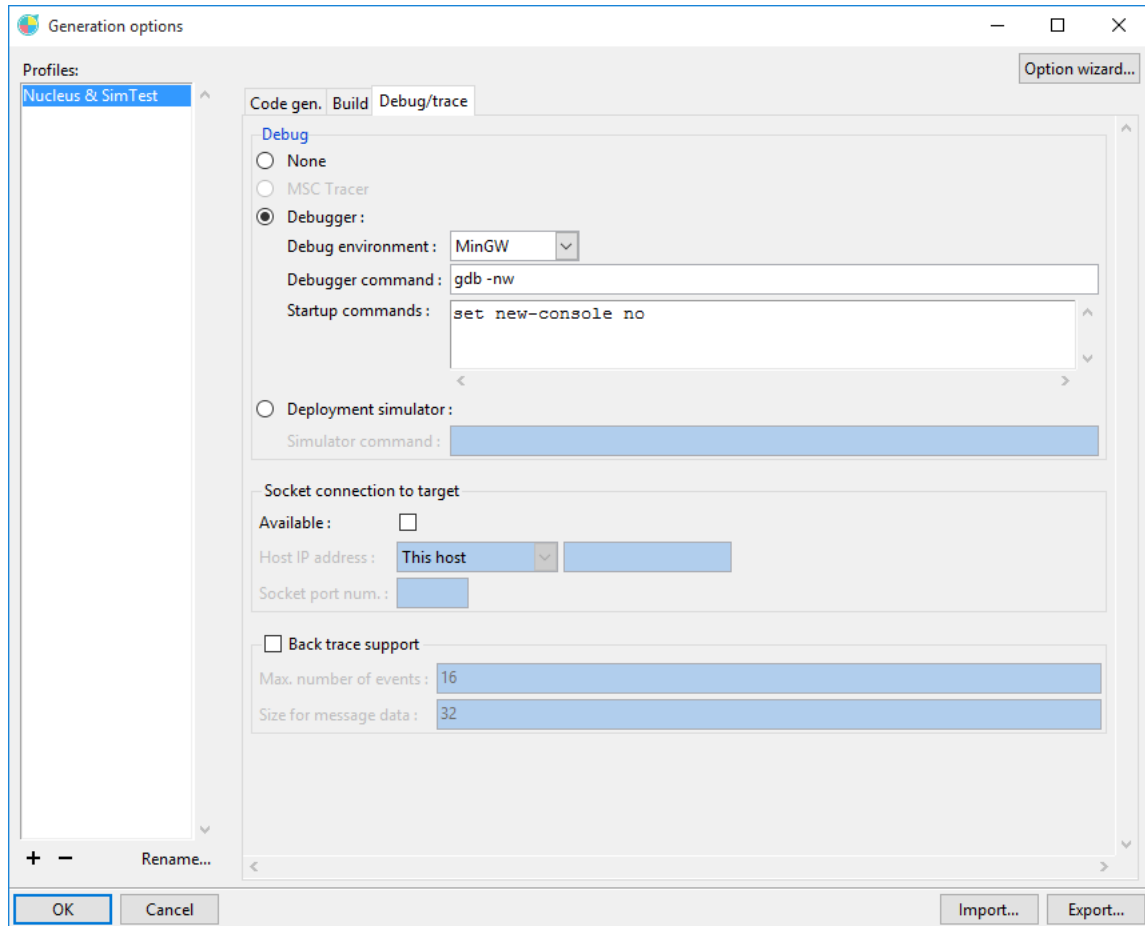 Generation options
Profiles:
Option wizard...
Nucleus & SimTest
Code gen. Build Debug/trace
Debug
None
MSC Tracer
Debugger :
Debug environment : MinGW
Debugger command : gdb -nw
Startup commands : set new-console no
Deployment simulator :
Simulator command :
Socket connection to target
Available :
Host IP address : This host
Socket port num. :
Back trace support
Max. number of events : 16
Size for message data : 32
+ − Rename...
OK Cancel Import... Export...